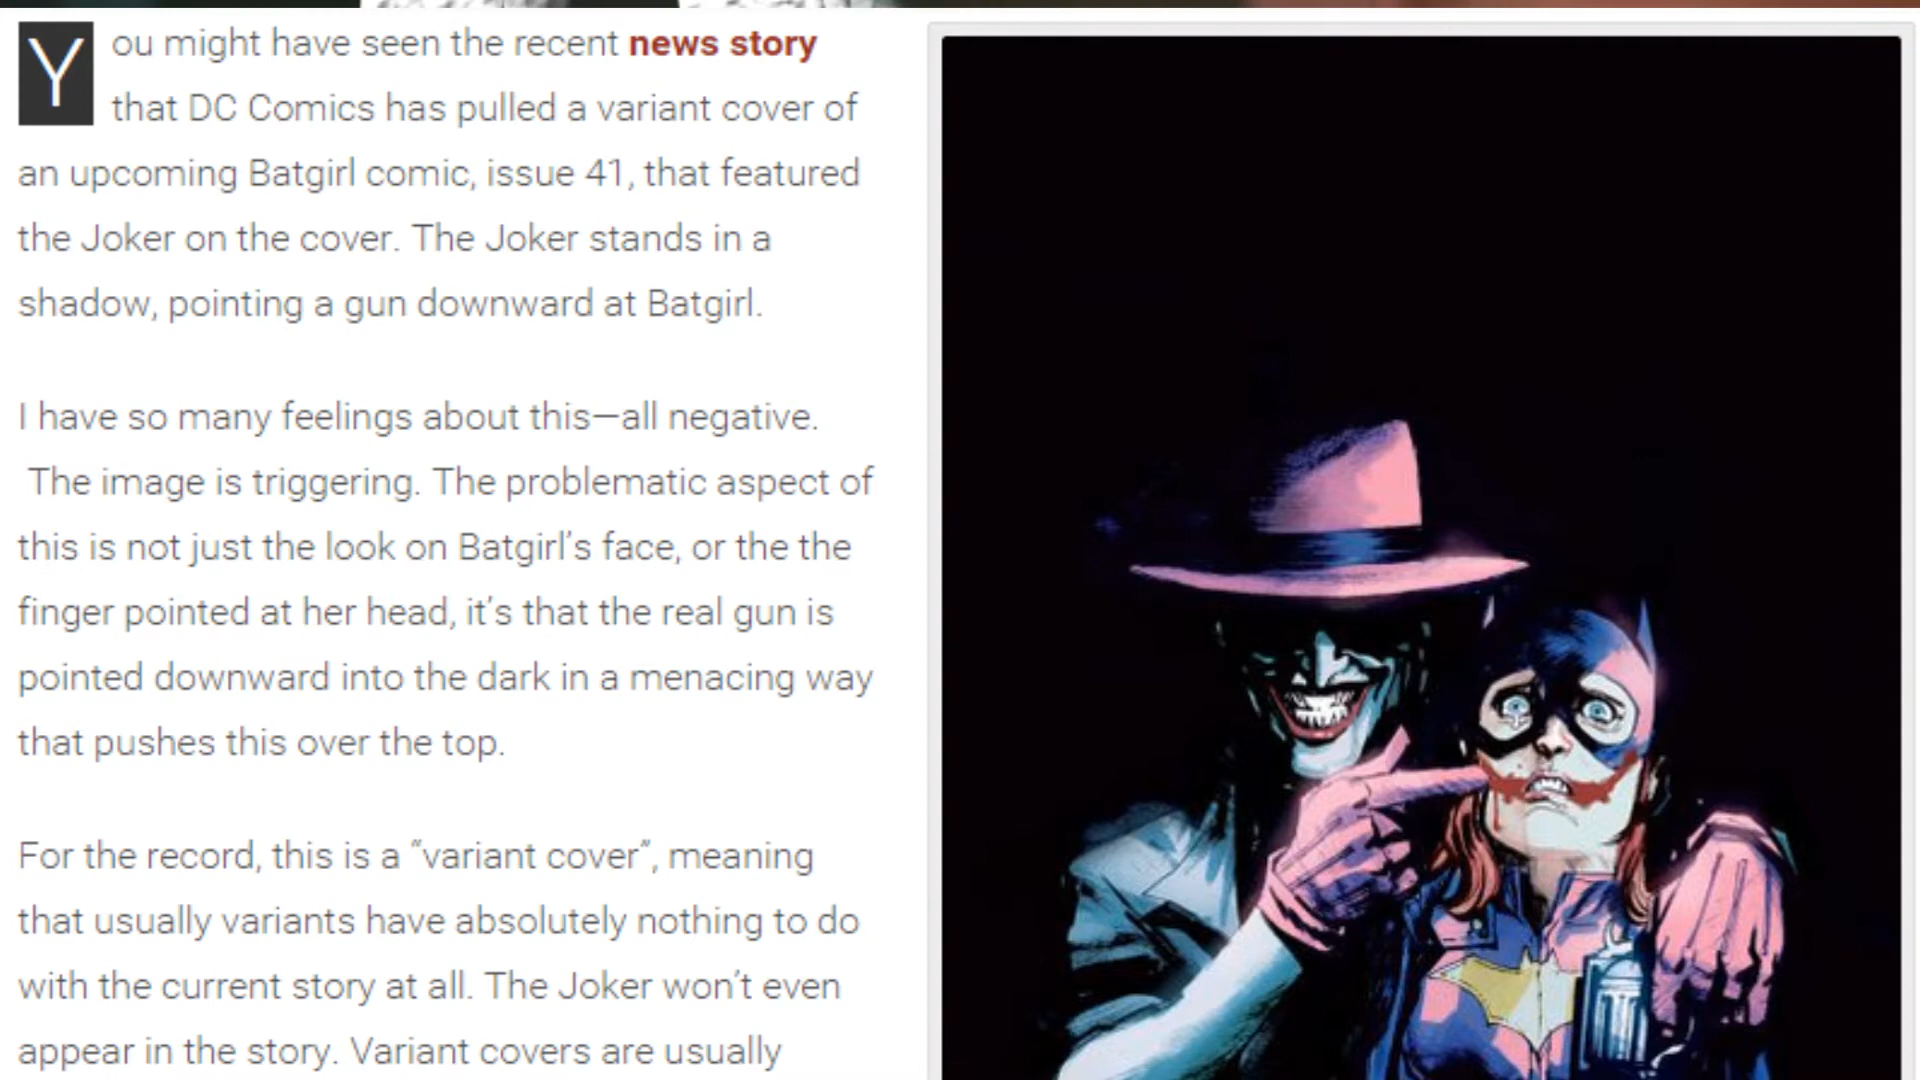 You might have seen the recent news story
that DC Comics has pulled a variant cover of
an upcoming Batgirl comic, issue 41, that featured
the Joker on the cover. The Joker stands in a
shadow, pointing a gun downward at Batgirl.
I have so many feelings about this—all negative.
The image is triggering. The problematic aspect of
this is not just the look on Batgirl’s face, or the the
finger pointed at her head, it’s that the real gun is
pointed downward into the dark in a menacing way
that pushes this over the top.
For the record, this is a “variant cover”, meaning
that usually variants have absolutely nothing to do
with the current story at all. The Joker won’t even
appear in the story. Variant covers are usually